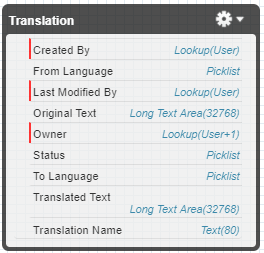 Translation
Created By Lookup(User)
From Language Picklist
Last Modified By Lookup(User)
Original Text Long Text Area(32768)
Owner Lookup(User+1)
Status Picklist
To Language Picklist
Translated Text
Long Text Area(32768)
Translation Name Text(80)